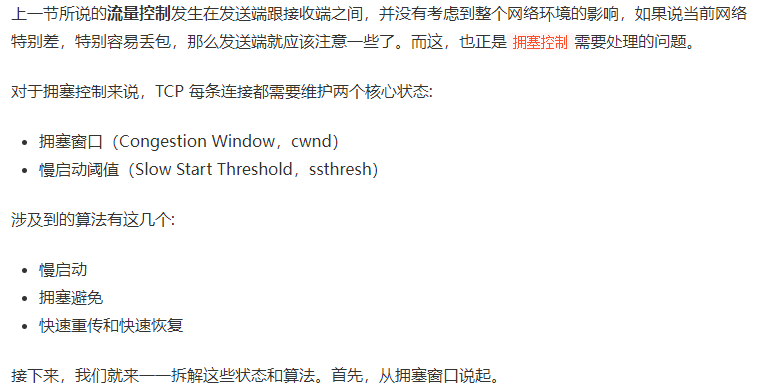 上一节所说的流量控制发生在发送端跟接收端之间，并没有考虑到整个网络环境的影响，如果说当前网络
特别差，特别容易丢包，那么发送端就应该注意一些了。而这，也正是 拥塞控制 需要处理的问题。
对于拥塞控制来说，TCP 每条连接都需要维护两个核心状态:
• 拥塞窗口（Congestion Window，cwnd）
• 慢启动阈值（Slow Start Threshold，ssthresh）
涉及到的算法有这几个:
• 慢启动
• 拥塞避免
• 快速重传和快速恢复
接下来，我们就来一一拆解这些状态和算法。首先，从拥塞窗口说起。